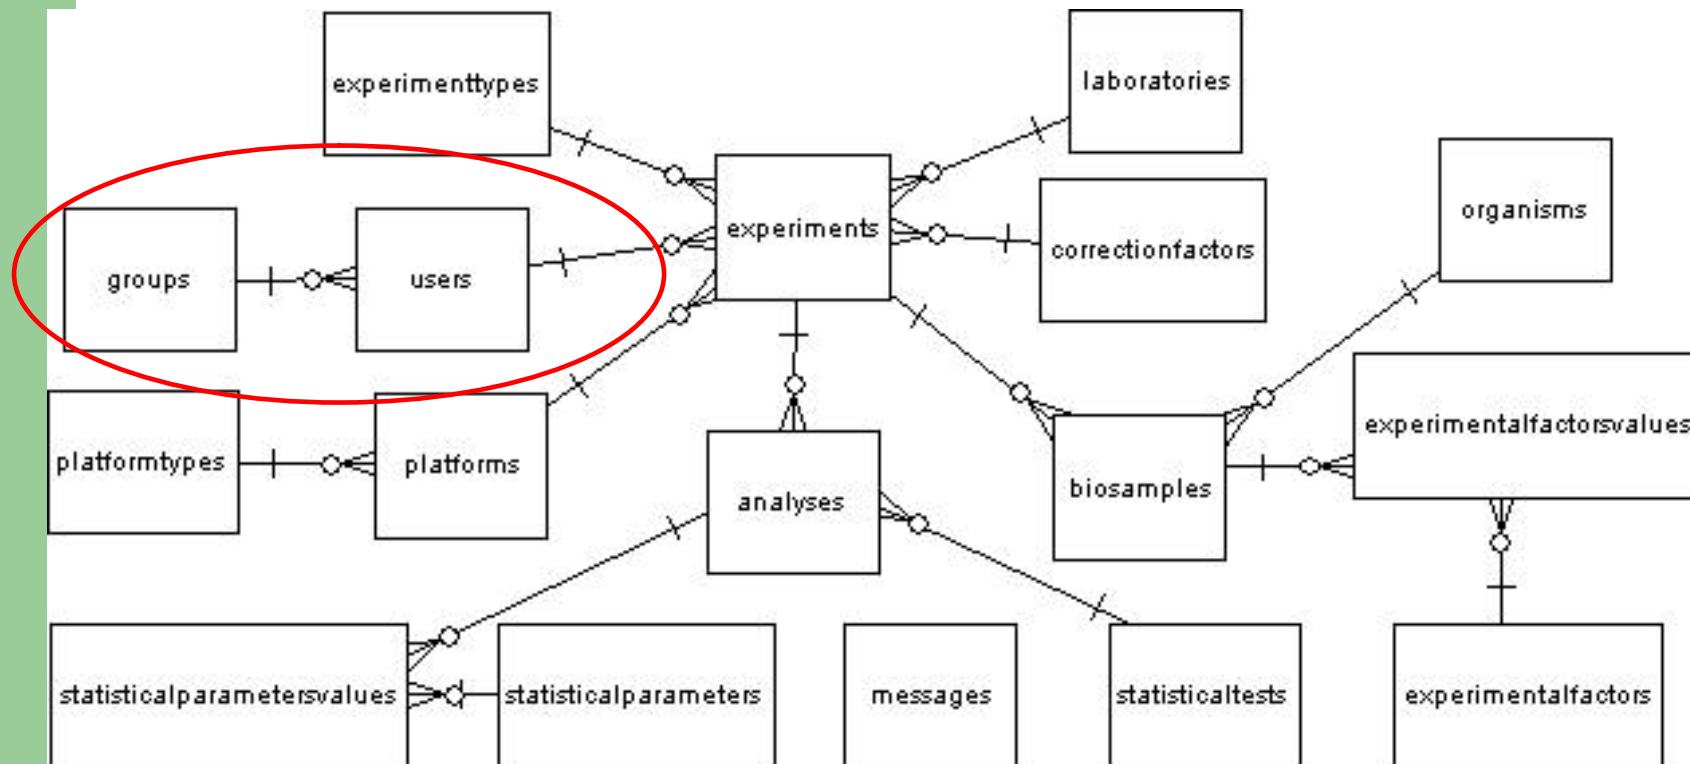 experimenttypes
laboratories
organisms
experiments
correctionfactors
groups
users
experimentalfactorsvalues
platformtypes
platforms
analyses
biosamples
statisticalparametersvalues
statisticalparameters
messages
statisticaltests
experimentalfactors